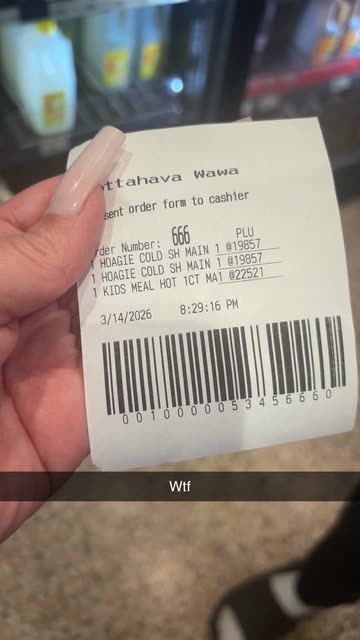 ottahava Wawa
sent order form to cashier
rder Number: 666 PLU
1 HOAGIE COLD SH MAIN 1 @19857
1 HOAGIE COLD SH MAIN 1 @19857
1 KIDS MEAL HOT 1CT MA1 @22521
3/14/2026 8:29:16 PM
0010000053456660
Wtf